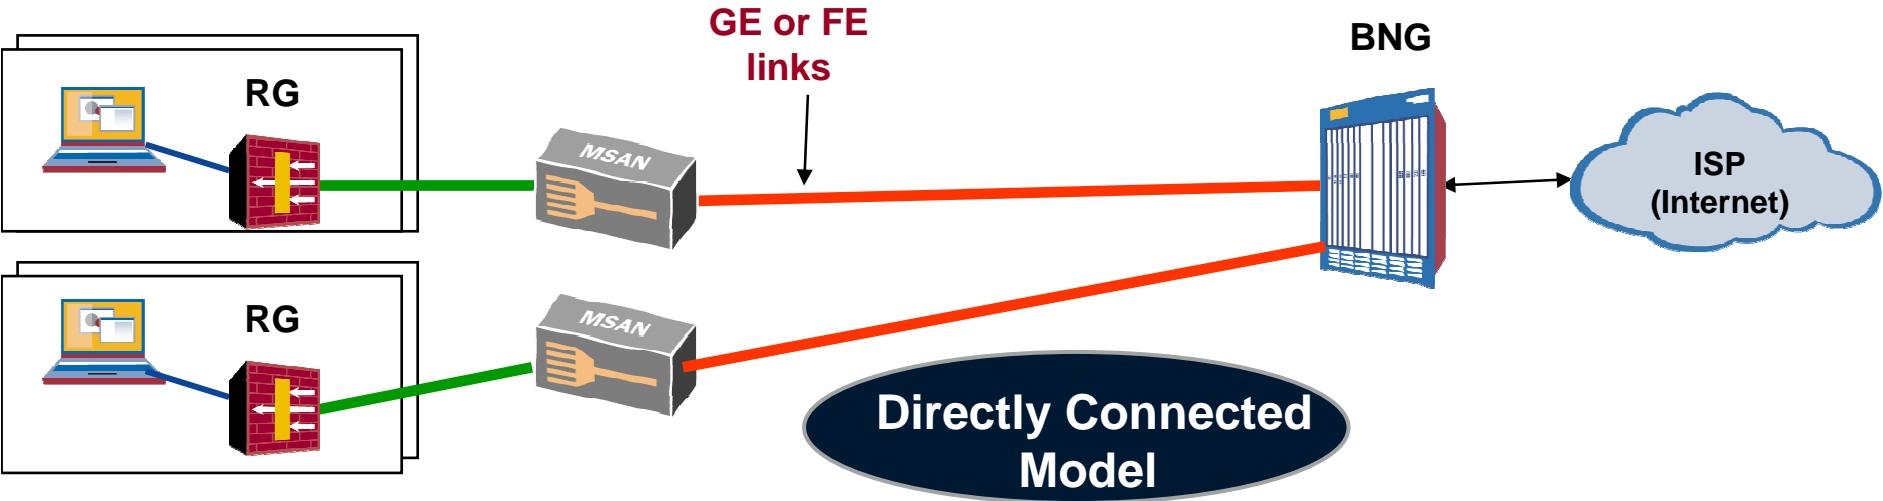 GE or FE
links
BNG
RG
MSAN
ISP
(Internet)
RG
MSAN
Directly Connected
Model